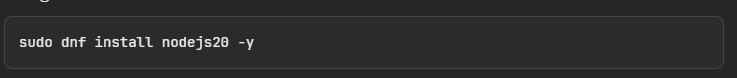 sudo dnf install nodejs20 -y